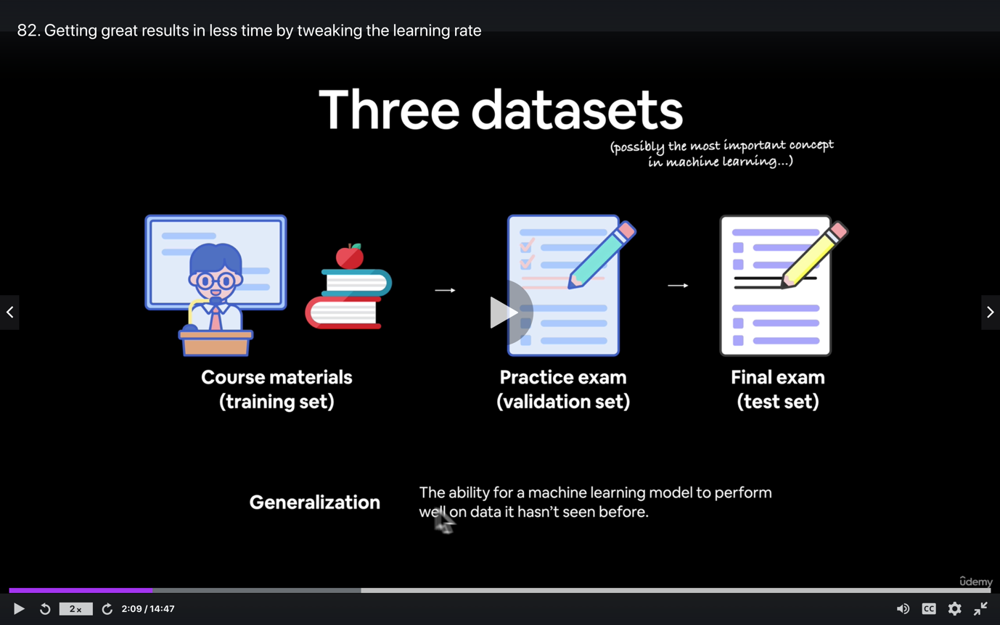 82. Getting great results in less time by tweaking the learning rate
Three datasets
(possibly the most important concept
in machine learning...)
Course materials
(training set)
Practice exam
(validation set)
Final exam
(test set)
Generalization
The ability for a machine learning model to perform
well on data it hasn't seen before.
ûdemy
2x
2:09 / 14:47
CC